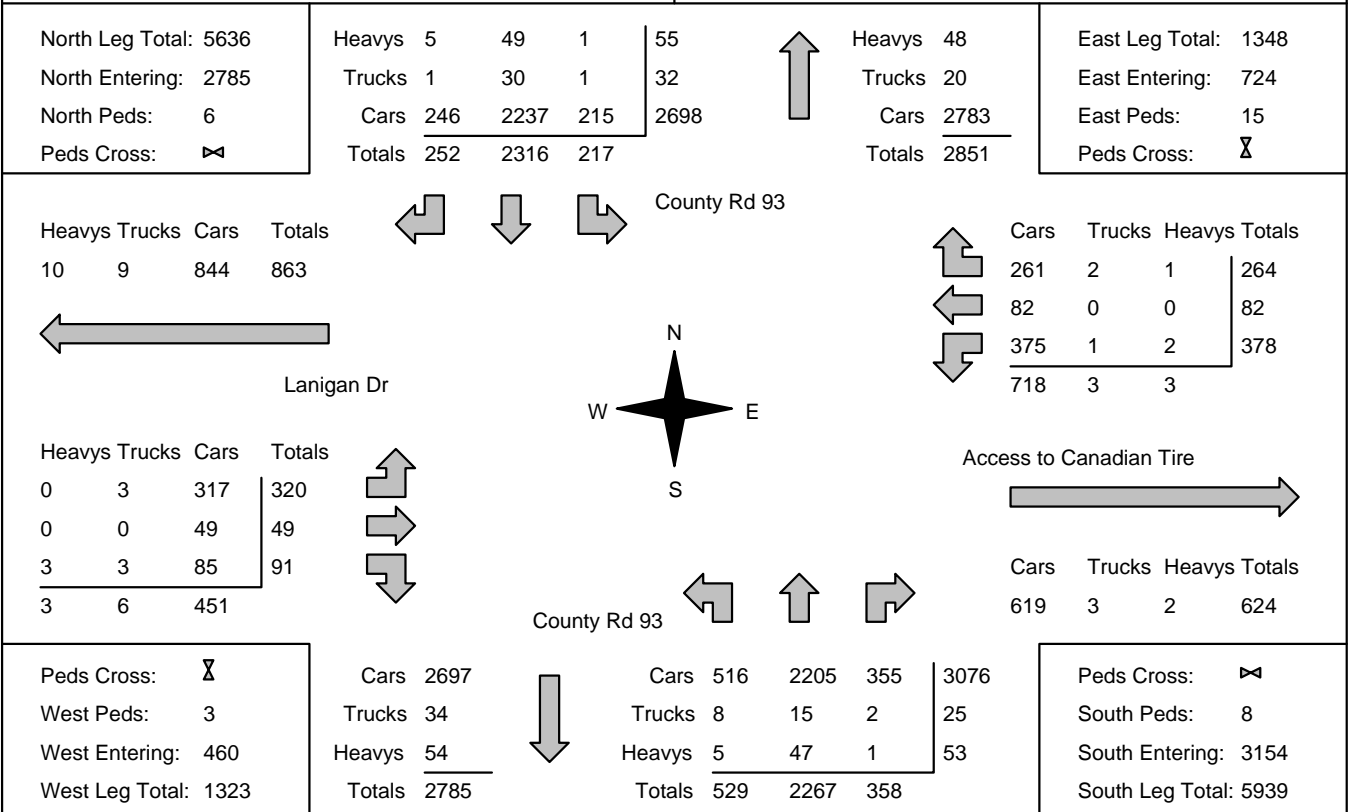 North Leg Total: 5636
North Entering: 2785
North Peds: 6
Peds Cross:
Heavys 5 49 1 55
Trucks 1 30 1 32
Cars 246 2237 215 2698
Totals 252 2316 217
Heavys 48
Trucks 20
Cars 2783
Totals 2851
East Leg Total: 1348
East Entering: 724
East Peds: 15
Peds Cross:
County Rd 93
Heavys Trucks Cars Totals
10 9 844 863
Cars Trucks Heavys Totals
261 2 1 264
82 0 0 82
375 1 2 378
718 3 3
Lanigan Dr
N
W E
S
Heavys Trucks Cars Totals
0 3 317 320
0 0 49 49
3 3 85 91
3 6 451
Access to Canadian Tire
Cars Trucks Heavys Totals
619 3 2 624
County Rd 93
Peds Cross:
West Peds: 3
West Entering: 460
West Leg Total: 1323
Cars 2697
Trucks 34
Heavys 54
Totals 2785
Cars 516 2205 355 3076
Trucks 8 15 2 25
Heavys 5 47 1 53
Totals 529 2267 358
Peds Cross:
South Peds: 8
South Entering: 3154
South Leg Total: 5939